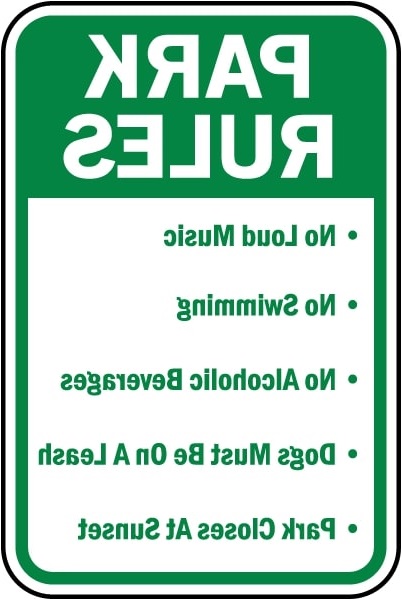 PARK
RULES
• No Loud Music
• No Swimming
• No Alcoholic Beverages
• Dogs Must Be On A Leash
• Park Closes At Sunset